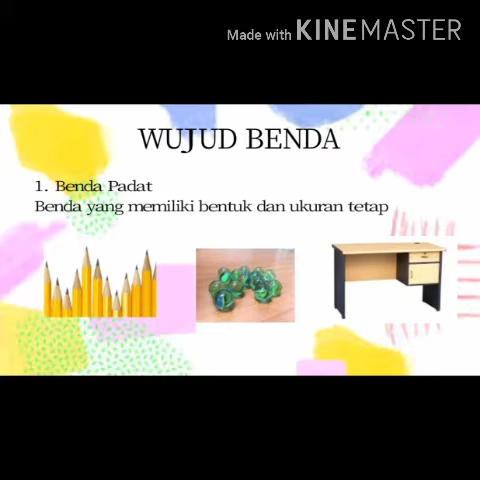 Made with KINEMASTER
WUJUD BENDA
1. Benda Padat
Benda yang memiliki bentuk dan ukuran tetap